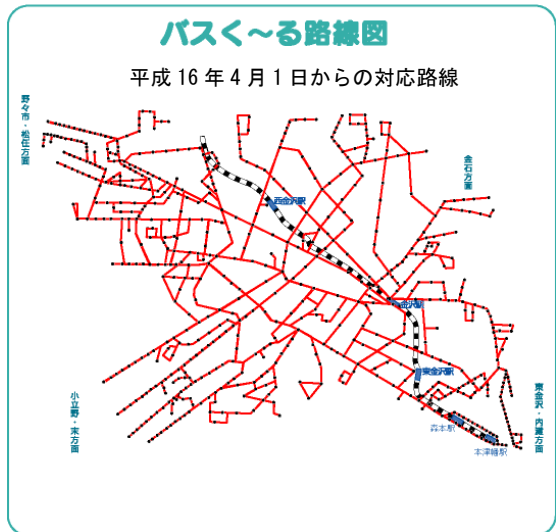 バスく～る路線図
平成16年4月1日からの対応路線
野々市・松任方面
金石方面
西金沢駅
金沢駅
東金沢駅
森本駅
本津幡駅
小立野・末方面
東金沢・内灘方面